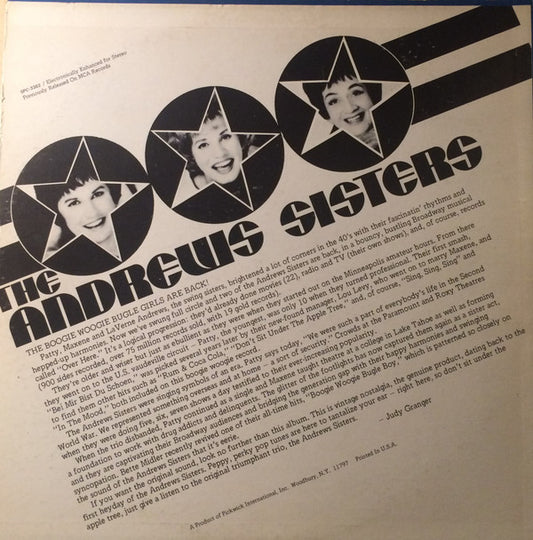 SPC-3382 / Electronically Enhanced for Stereo
Previously Released On MCA Records
THE
ANDREWS SISTERS
THE BOOGIE WOOGIE BUGLE GIRLS ARE BACK!
Patty, Maxene and LaVerne Andrews, the swing sisters, brightened a lot of corners in the 40's with their fascinatin' rhythms and
hepped-up harmonies. Now we've swung full circle and two of the Andrews Sisters are back, in a bouncy, bustling Broadway musical
called "Over Here." It's a logical progression; they'd already done movies (22), radio and TV (their own shows); and, of course, records
(900 sides recorded, over 75 million records sold, with 19 gold records).
They're older and wiser but just as ebullient as they were when they started out on the Minneapolis amateur hours. From there
they went on to the U.S. vaudeville circuit — Patty, the youngest, was only 10 when they turned professional. Their first smash,
"Bei Mir Bist Du Schoen," was picked several years later by their new-found manager, Lou Levy, who went on to marry Maxene, and
to find them other hits such as "Rum & Coca Cola," "Don't Sit Under The Apple Tree," and, of course, "Sing, Sing, Sing" and
"In The Mood," both included on this boogie woogie record.
The Andrews Sisters were singing symbols of an era. Patty says today, "We were such a part of everybody's life in the Second
World War. We represented something overseas and at home — a sort of security." Crowds at the Paramount and Roxy Theatres
when they were doing five, six, seven shows a day testified to their ever-increasing popularity.
When the trio disbanded, Patty continued as a single and Maxene taught theatre at a college in Lake Tahoe as well as forming
a foundation to work with drug addicts and delinquents. The glitter of the footlights has now captured them again as a sister act,
and they are captivating their Broadway audiences and bridging the generation gap with their happy harmonies and swinging
syncopation. Bette Midler recently revived one of their all-time hits, "Boogie Woogie Bugle Boy," which is patterned so closely on
the sound of the Andrews Sisters that it's eerie.
If you want the original sound, look no further than this album. This is vintage nostalgia, the genuine product, dating back to the
first heyday of the Andrews Sisters. Peppy, perky pop tunes are here to tantalize your ear — right here, so don't sit under the
apple tree, just give a listen to the original triumphant trio, the Andrews Sisters.
— Judy Granger
A Product of Pickwick International, Inc. Woodbury, N.Y. 11797 Printed In U.S.A.